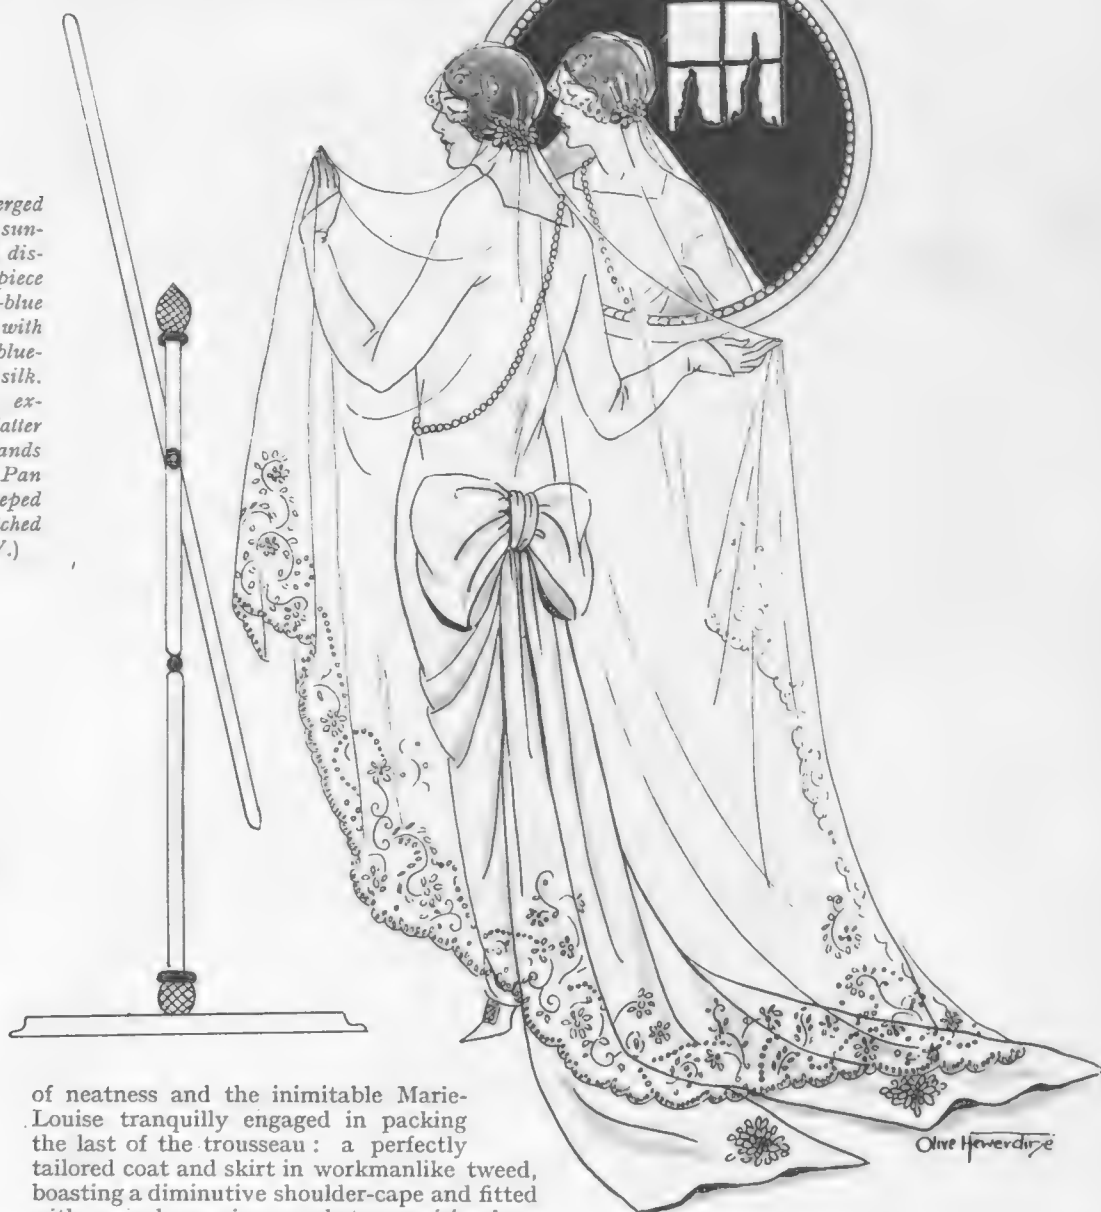 erged
sun-
dis-
piece
-blue
with
blue-
silk.
ex-
atter
ands
Pan
eped
ched
V.)
of neatness and the inimitable Marie-
Louise tranquilly engaged in packing
the last of the trousseau : a perfectly
tailored coat and skirt in workmanlike tweed,
boasting a diminutive shoulder-cape and fitted
Olive Hewerdine